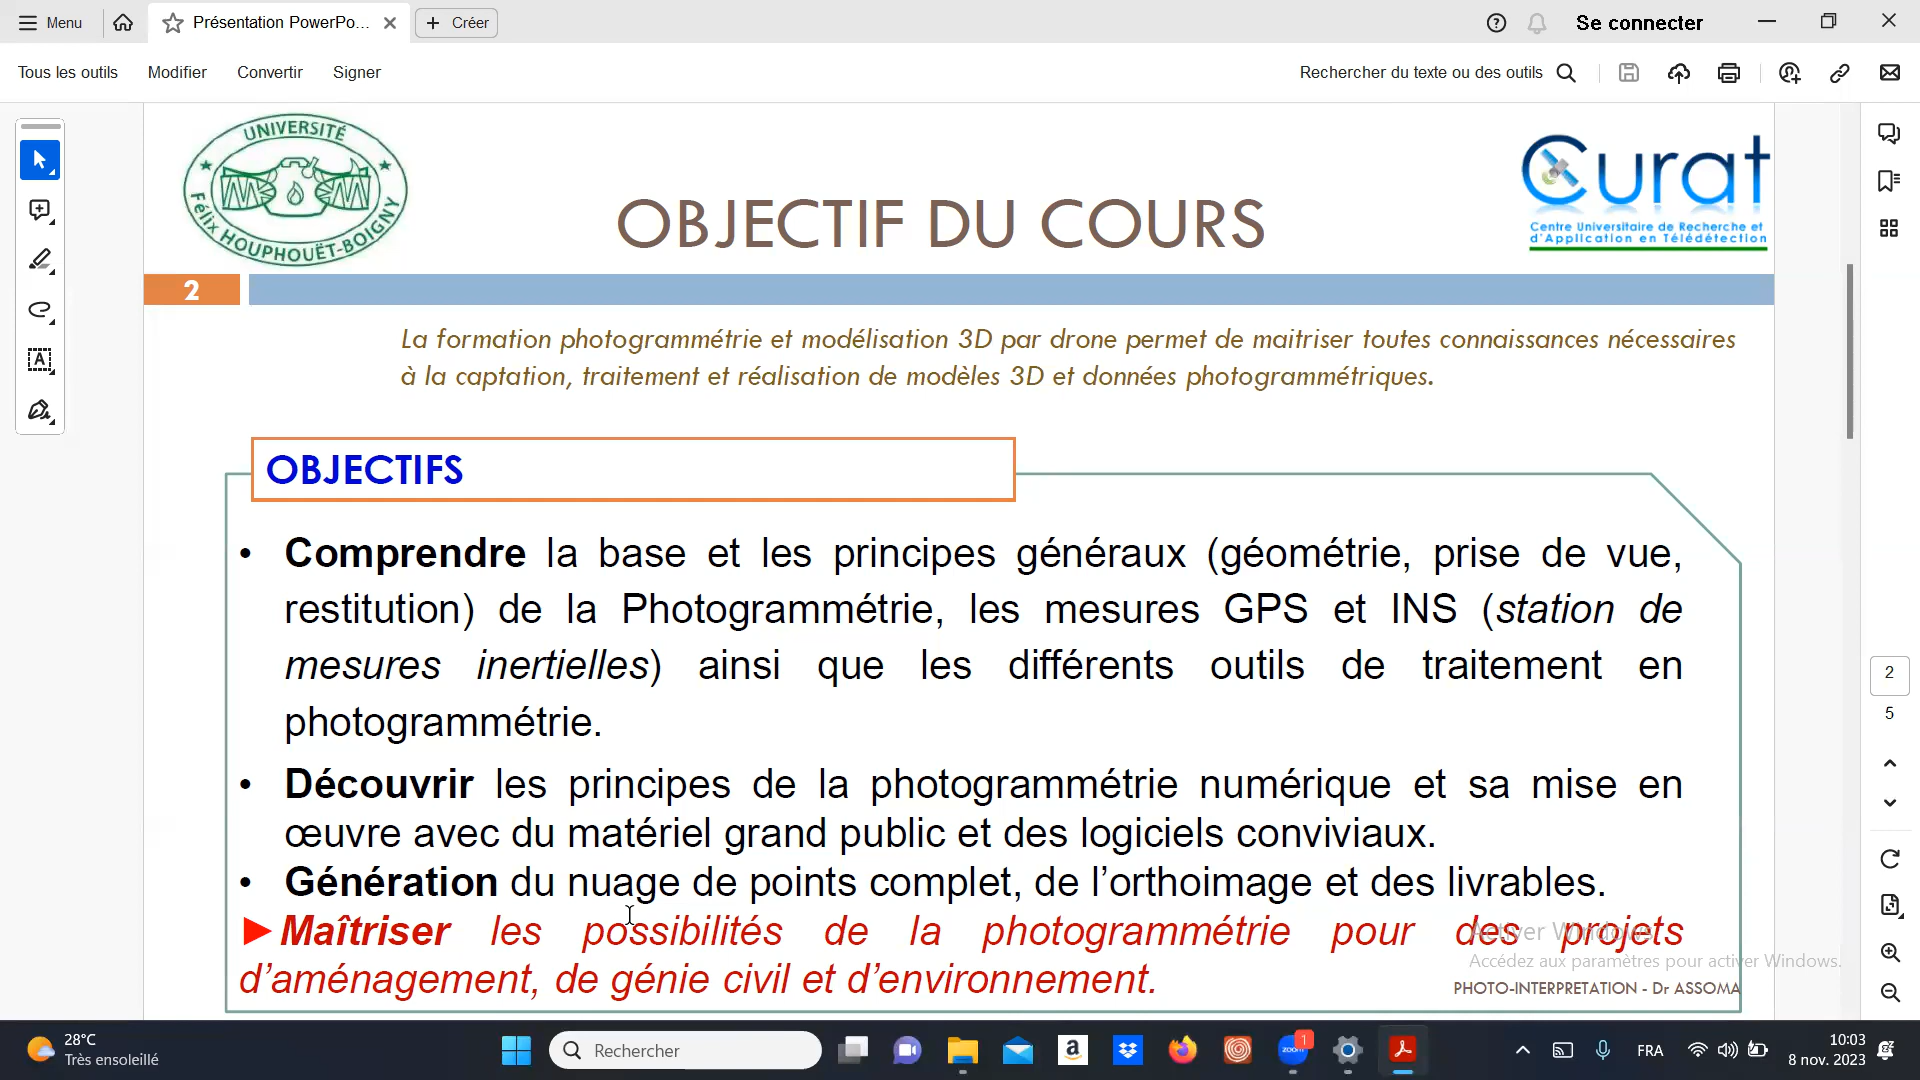 Menu
Présentation PowerPo...
Créer
Se connecter
Tous les outils
Modifier
Convertir
Signer
Rechercher du texte ou des outils
UNIVERSITÉ
Félix HOUPHOUËT-BOIGNY
OBJECTIF DU COURS
Curat
Centre Universitaire de Recherche et
d'Application en Télédétection
2
La formation photogrammétrie et modélisation 3D par drone permet de maitriser toutes connaissances nécessaires
à la captation, traitement et réalisation de modèles 3D et données photogrammétriques.
OBJECTIFS
• Comprendre la base et les principes généraux (géométrie, prise de vue,
restitution) de la Photogrammétrie, les mesures GPS et INS (station de
mesures inertielles) ainsi que les différents outils de traitement en
photogrammétrie.
• Découvrir les principes de la photogrammétrie numérique et sa mise en
œuvre avec du matériel grand public et des logiciels conviviaux.
• Génération du nuage de points complet, de l'orthoimage et des livrables.
►Maîtriser les possibilités de la photogrammétrie pour des projets
d'aménagement, de génie civil et d'environnement.
Activer Windows
Accédez aux paramètres pour activer Windows.
PHOTO-INTERPRETATION - Dr ASSOMA
2
5
28°C
Très ensoleillé
Rechercher
zoom
1
FRA
10:03
8 nov. 2023